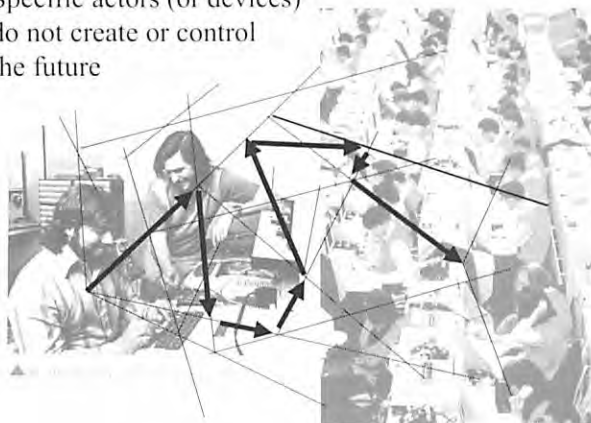 Specific actors (or devices)
do not create or control
the future